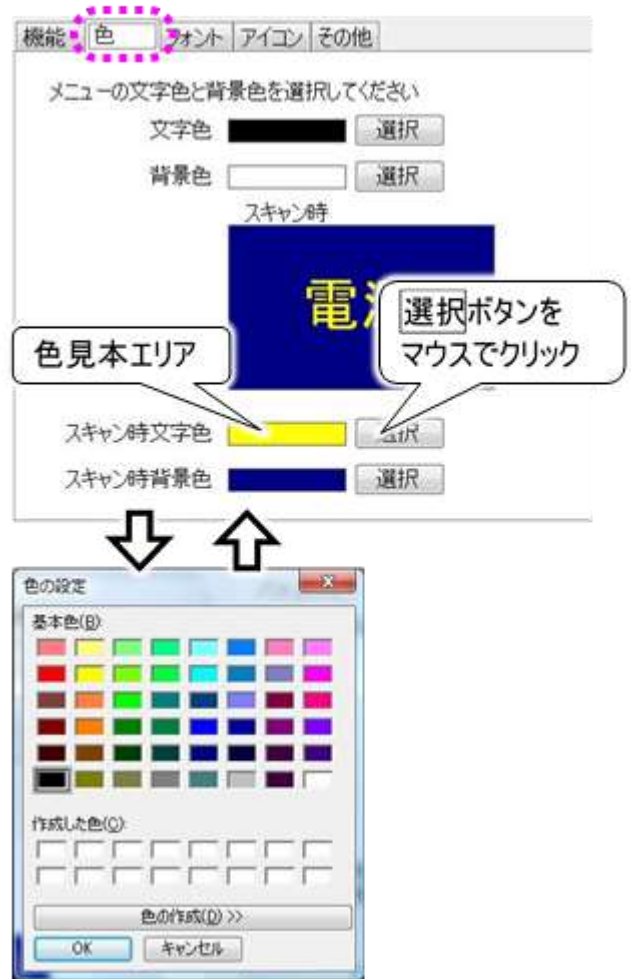 機能 色 フォント アイコン その他
メニューの文字色と背景色を選択してください
文字色 選択
背景色 選択
スキャン時
電
選択ボタンを
マウスでクリック
色見本エリア
スキャン時文字色 選択
スキャン時背景色 選択
色の設定
基本色(B)
作成した色(C)
色の作成(D) >>
OK キャンセル